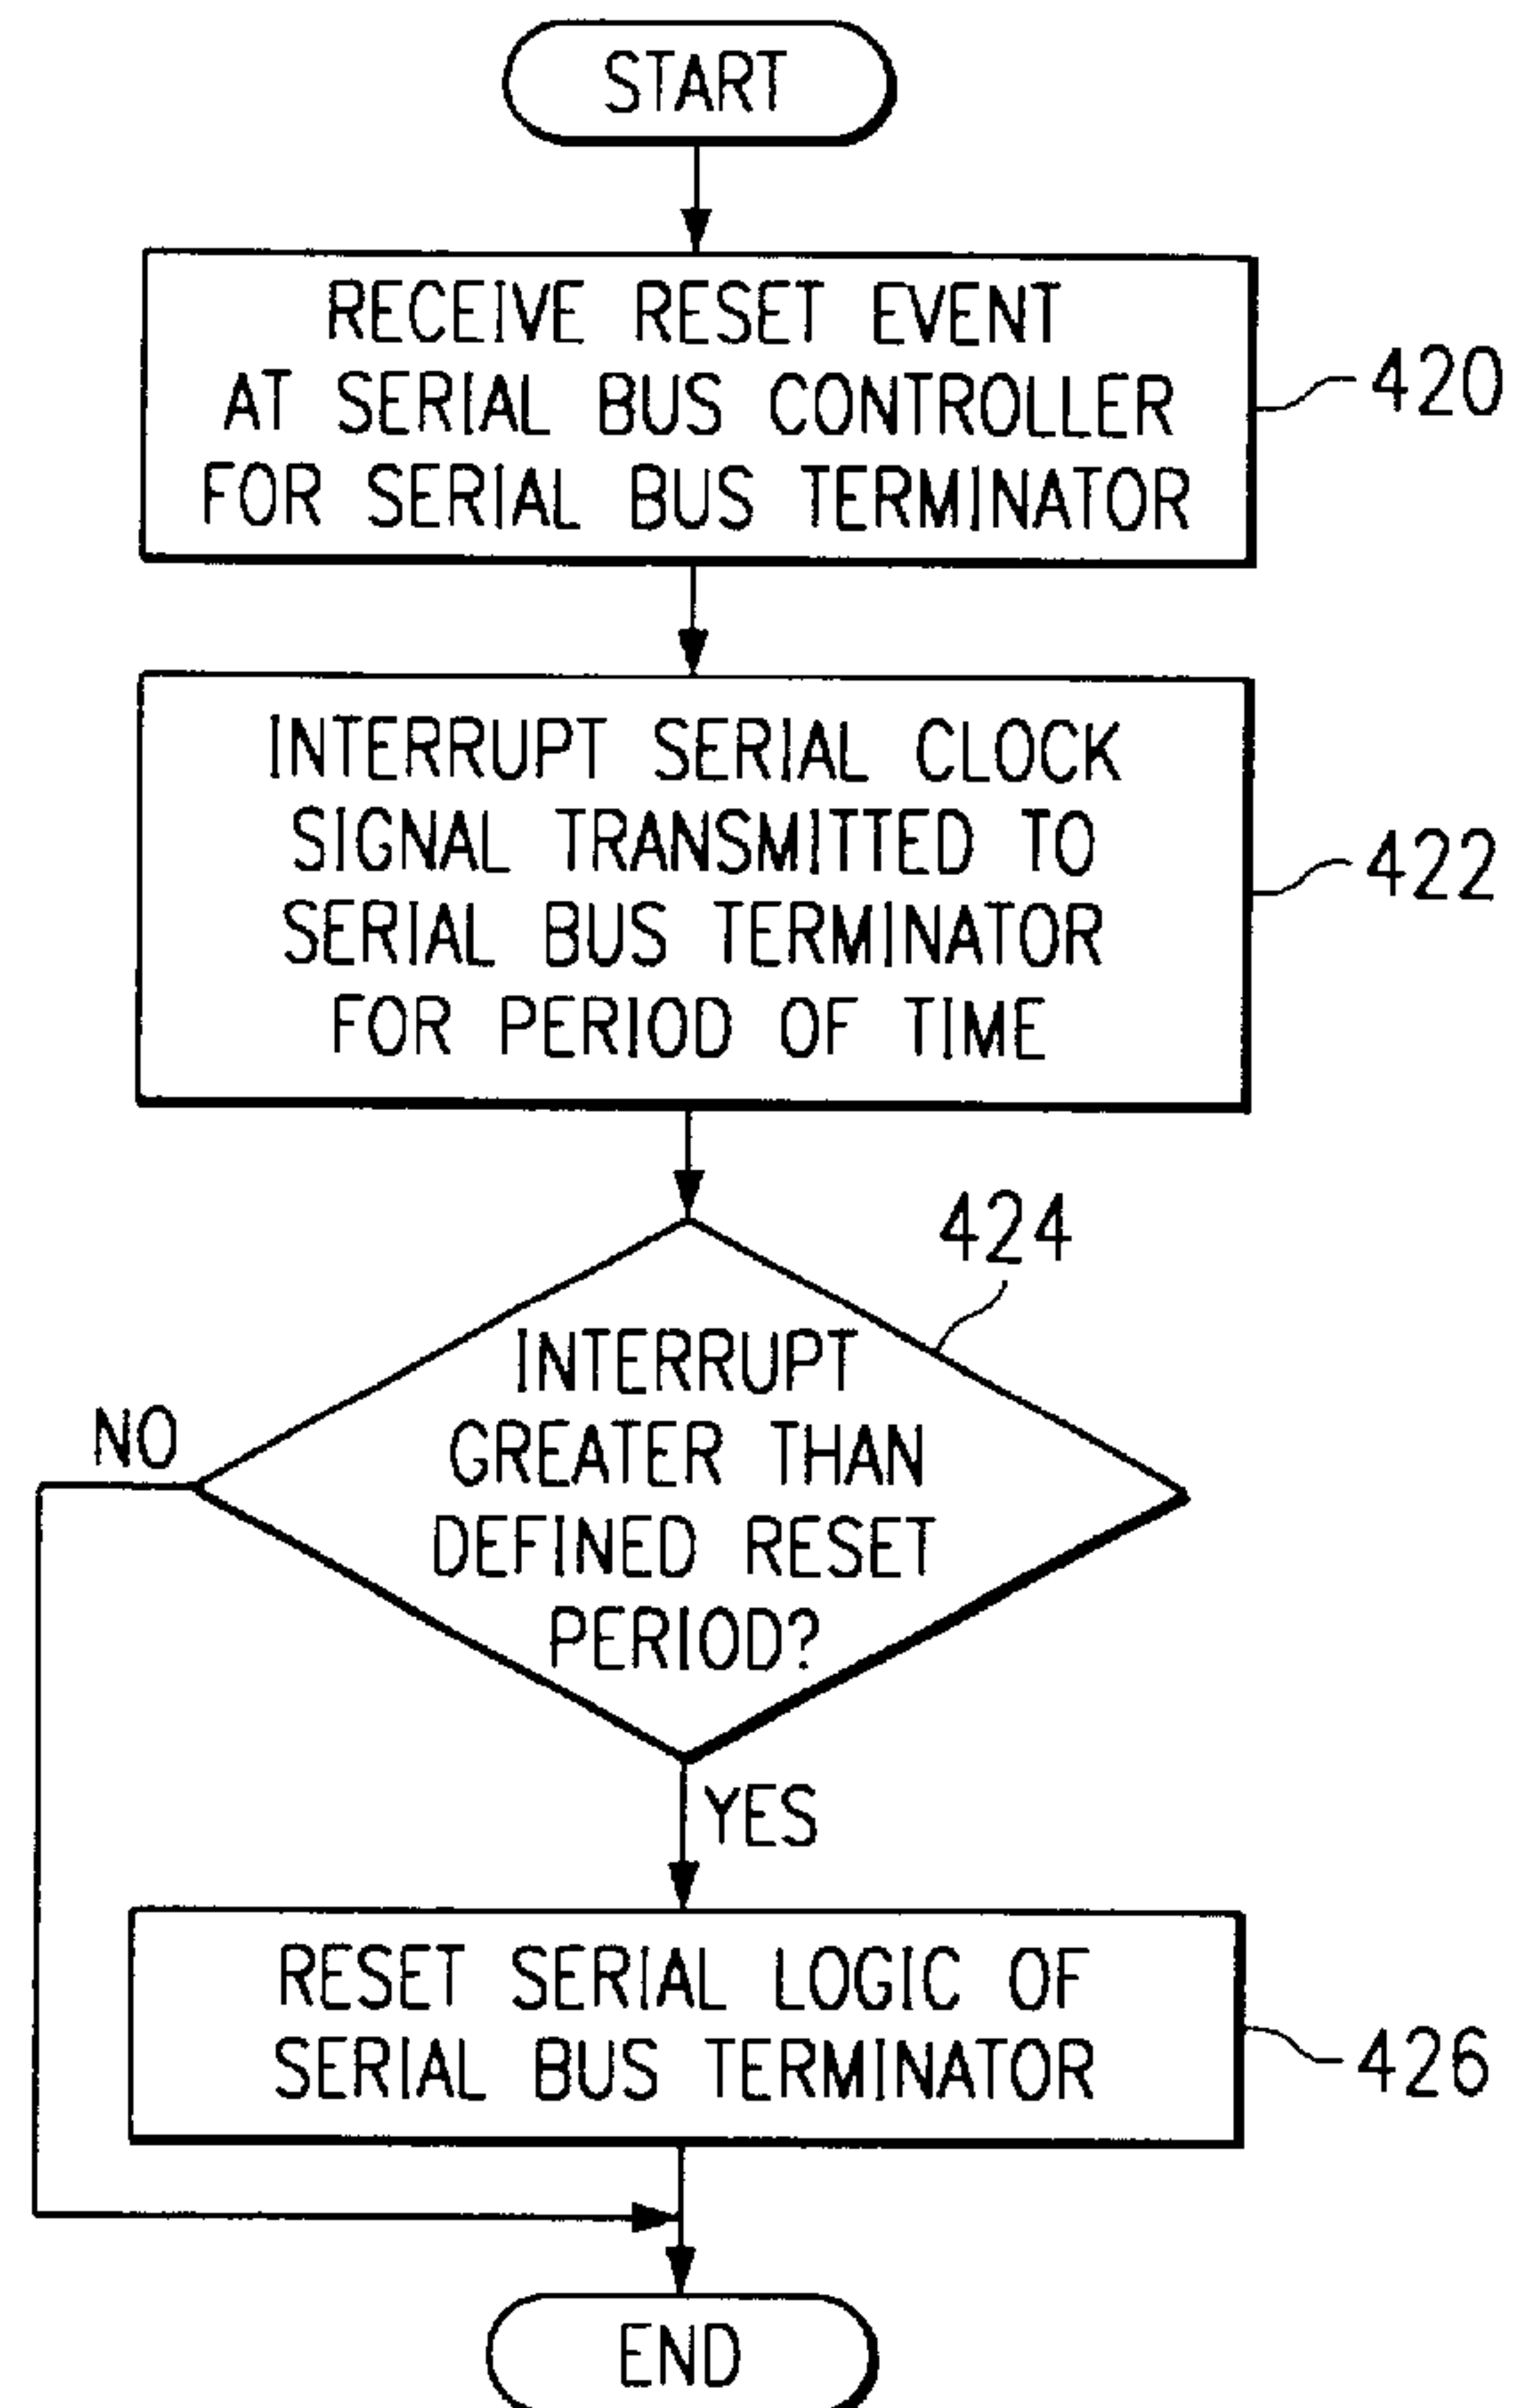 START
RECEIVE RESET EVENT
AT SERIAL BUS CONTROLLER
FOR SERIAL BUS TERMINATOR
420
INTERRUPT SERIAL CLOCK
SIGNAL TRANSMITTED TO
SERIAL BUS TERMINATOR
FOR PERIOD OF TIME
422
424
INTERRUPT
GREATER THAN
DEFINED RESET
PERIOD?
NO
YES
RESET SERIAL LOGIC OF
SERIAL BUS TERMINATOR
426
END